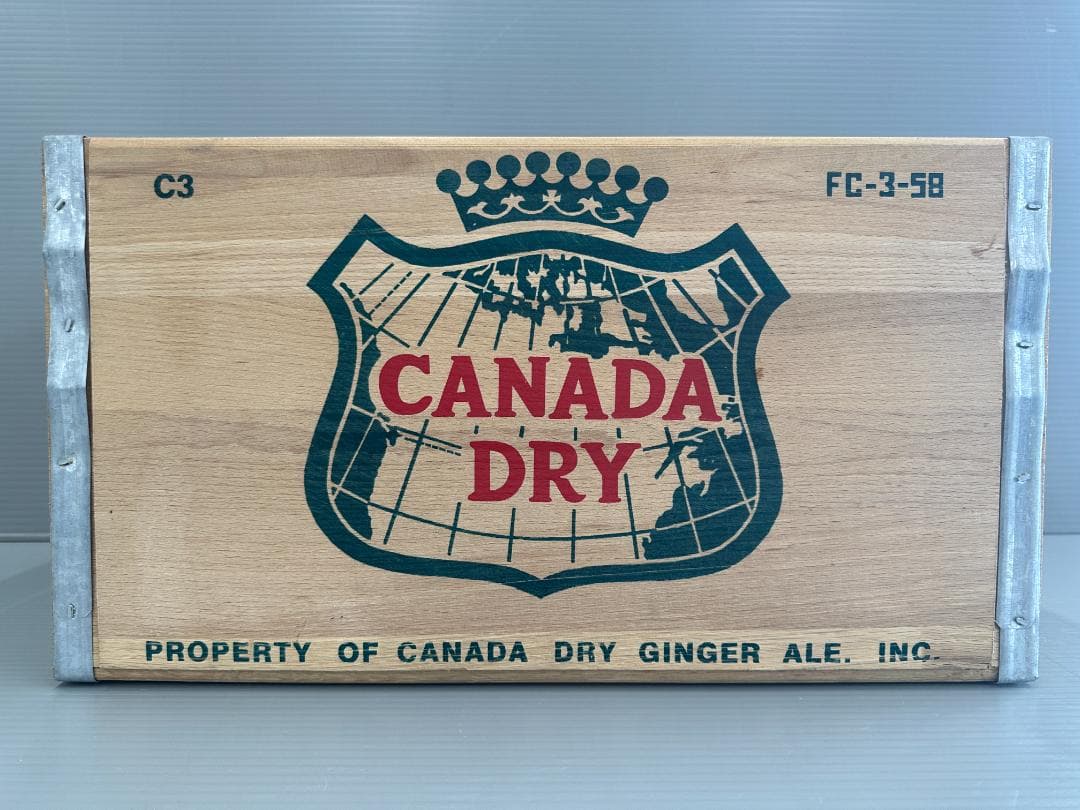 C3
FC-3-58
CANADA
DRY
PROPERTY OF CANADA DRY GINGER ALE. INC.